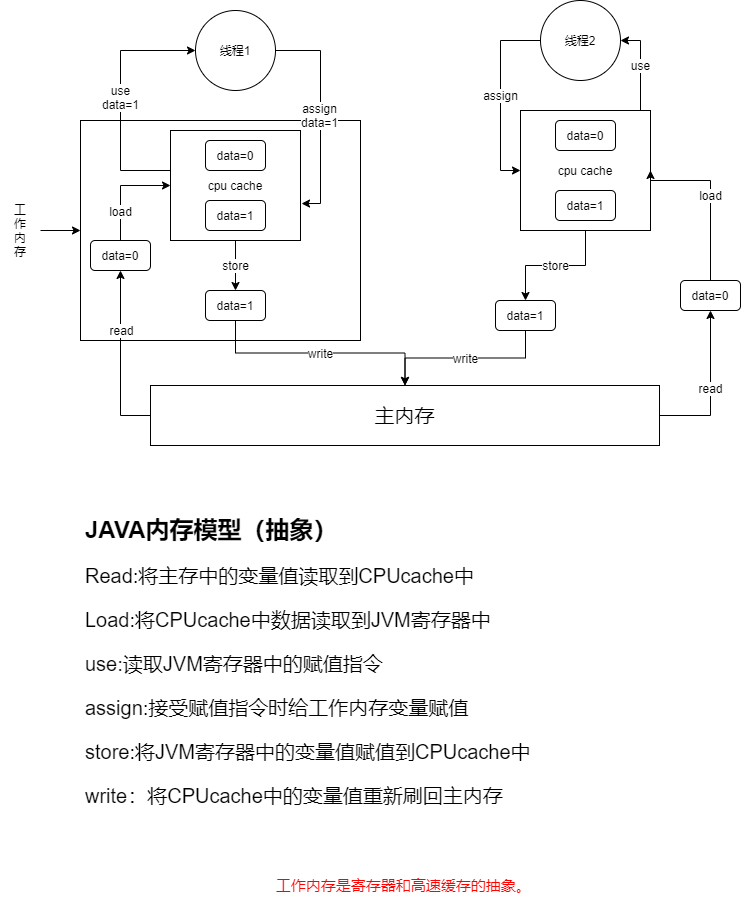 线程1
线程2
use
data=1
assign
data=1
assign
use
data=0
cpu cache
data=1
data=0
cpu cache
data=1
工作内存
load
load
data=0
store
store
data=0
data=1
data=1
read
write
write
read
主内存
JAVA内存模型（抽象）
Read:将主存中的变量值读取到CPUcache中
Load:将CPUcache中数据读取到JVM寄存器中
use:读取JVM寄存器中的赋值指令
assign:接受赋值指令时给工作内存变量赋值
store:将JVM寄存器中的变量值赋值到CPUcache中
write：将CPUcache中的变量值重新刷回主内存
工作内存是寄存器和高速缓存的抽象。